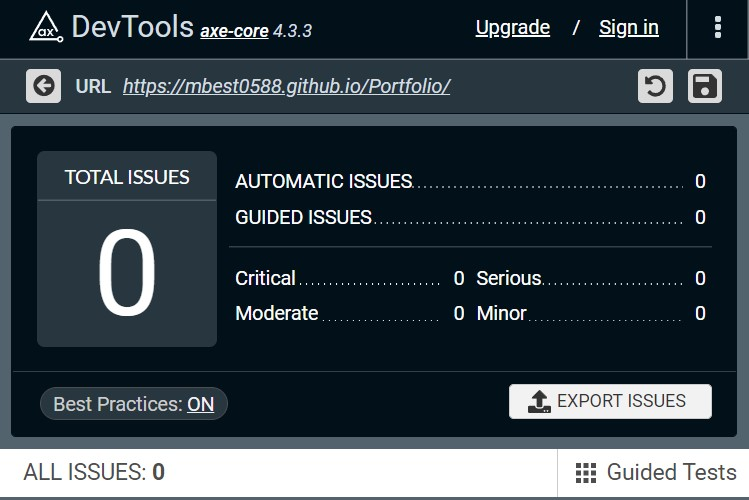 ax DevTools axe-core 4.3.3 Upgrade / Sign in
URL https://mbest0588.github.io/Portfolio/
TOTAL ISSUES
0
AUTOMATIC ISSUES 0
GUIDED ISSUES 0
Critical 0 Serious 0
Moderate 0 Minor 0
Best Practices: ON
EXPORT ISSUES
ALL ISSUES: 0
Guided Tests